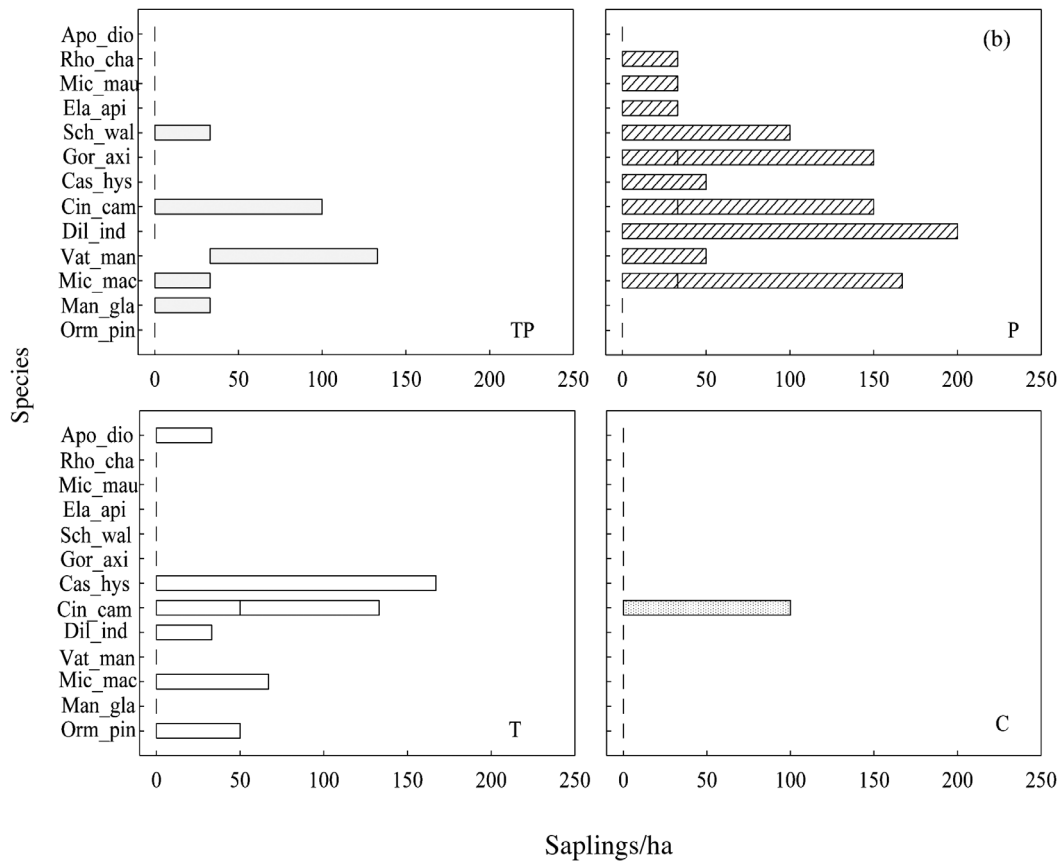 Apo_dio
Rho_cha
Mic_mau
Ela_api
Sch_wal
Gor_axi
Cas_hys
Cin_cam
Dil_ind
Vat_man
Mic_mac
Man_gla
Orm_pin
TP
0 50 100 150 200 250
(b)
P
0 50 100 150 200 250
Species
Apo_dio
Rho_cha
Mic_mau
Ela_api
Sch_wal
Gor_axi
Cas_hys
Cin_cam
Dil_ind
Vat_man
Mic_mac
Man_gla
Orm_pin
T
0 50 100 150 200 250
C
0 50 100 150 200 250
Saplings/ha